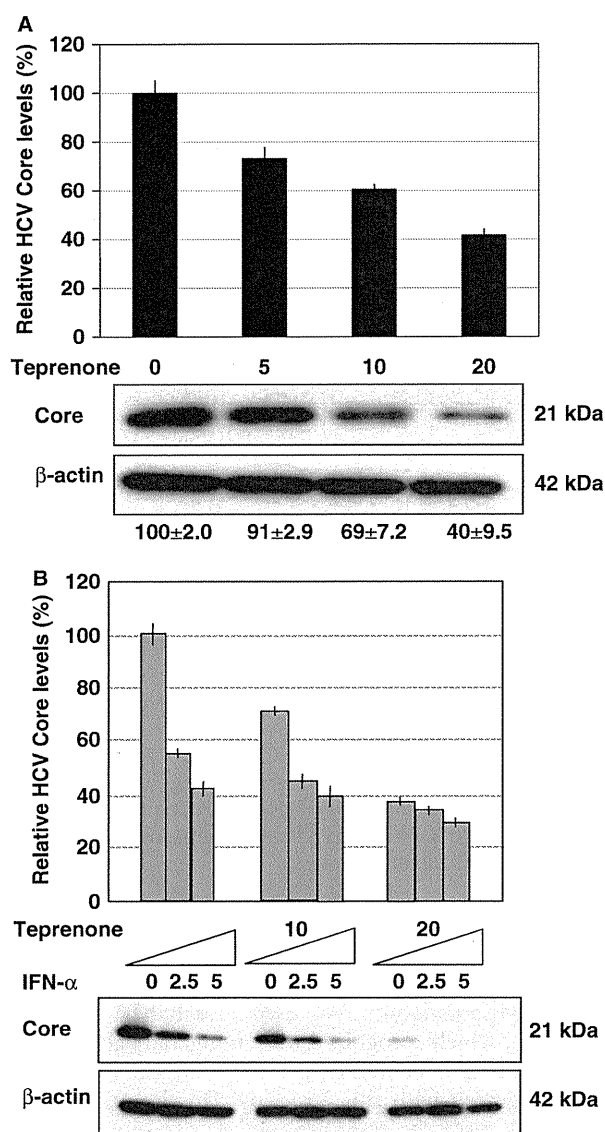 A
Relative HCV Core levels (%)
120
100
80
60
40
20
0
Teprenone 0 5 10 20
Core 21 kDa
β-actin 42 kDa
100±2.0 91±2.9 69±7.2 40±9.5
B
Relative HCV Core levels (%)
120
100
80
60
40
20
0
Teprenone 10 20
IFN-α 0 2.5 5 0 2.5 5 0 2.5 5
Core 21 kDa
β-actin 42 kDa